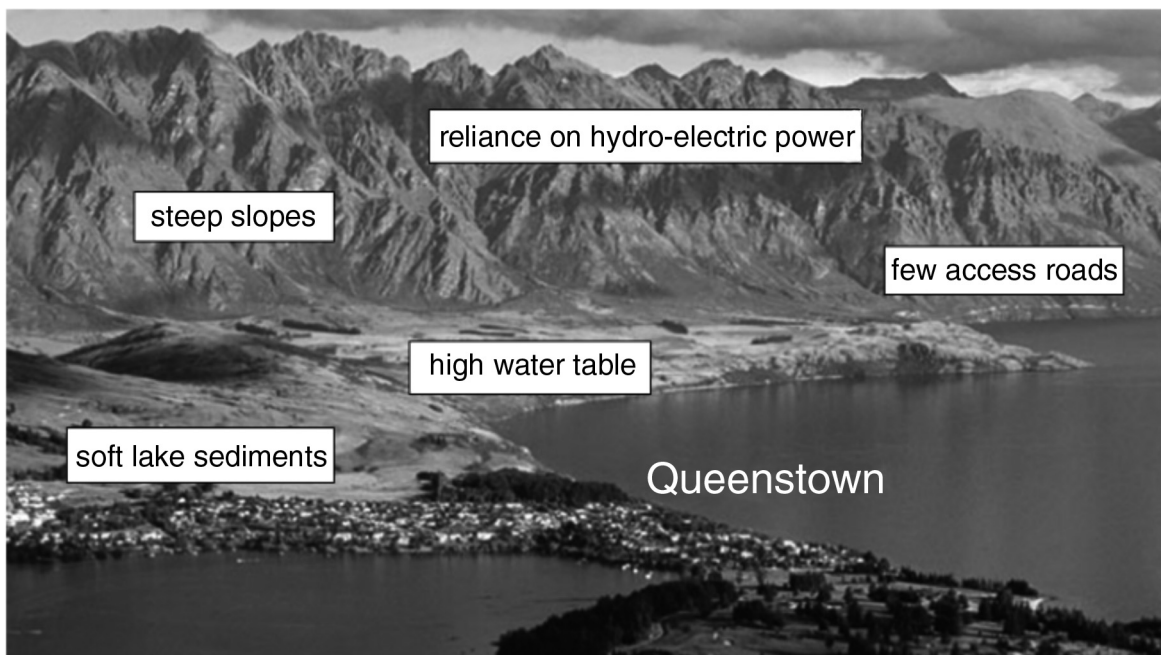 reliance on hydro-electric power
steep slopes
few access roads
high water table
soft lake sediments
Queenstown